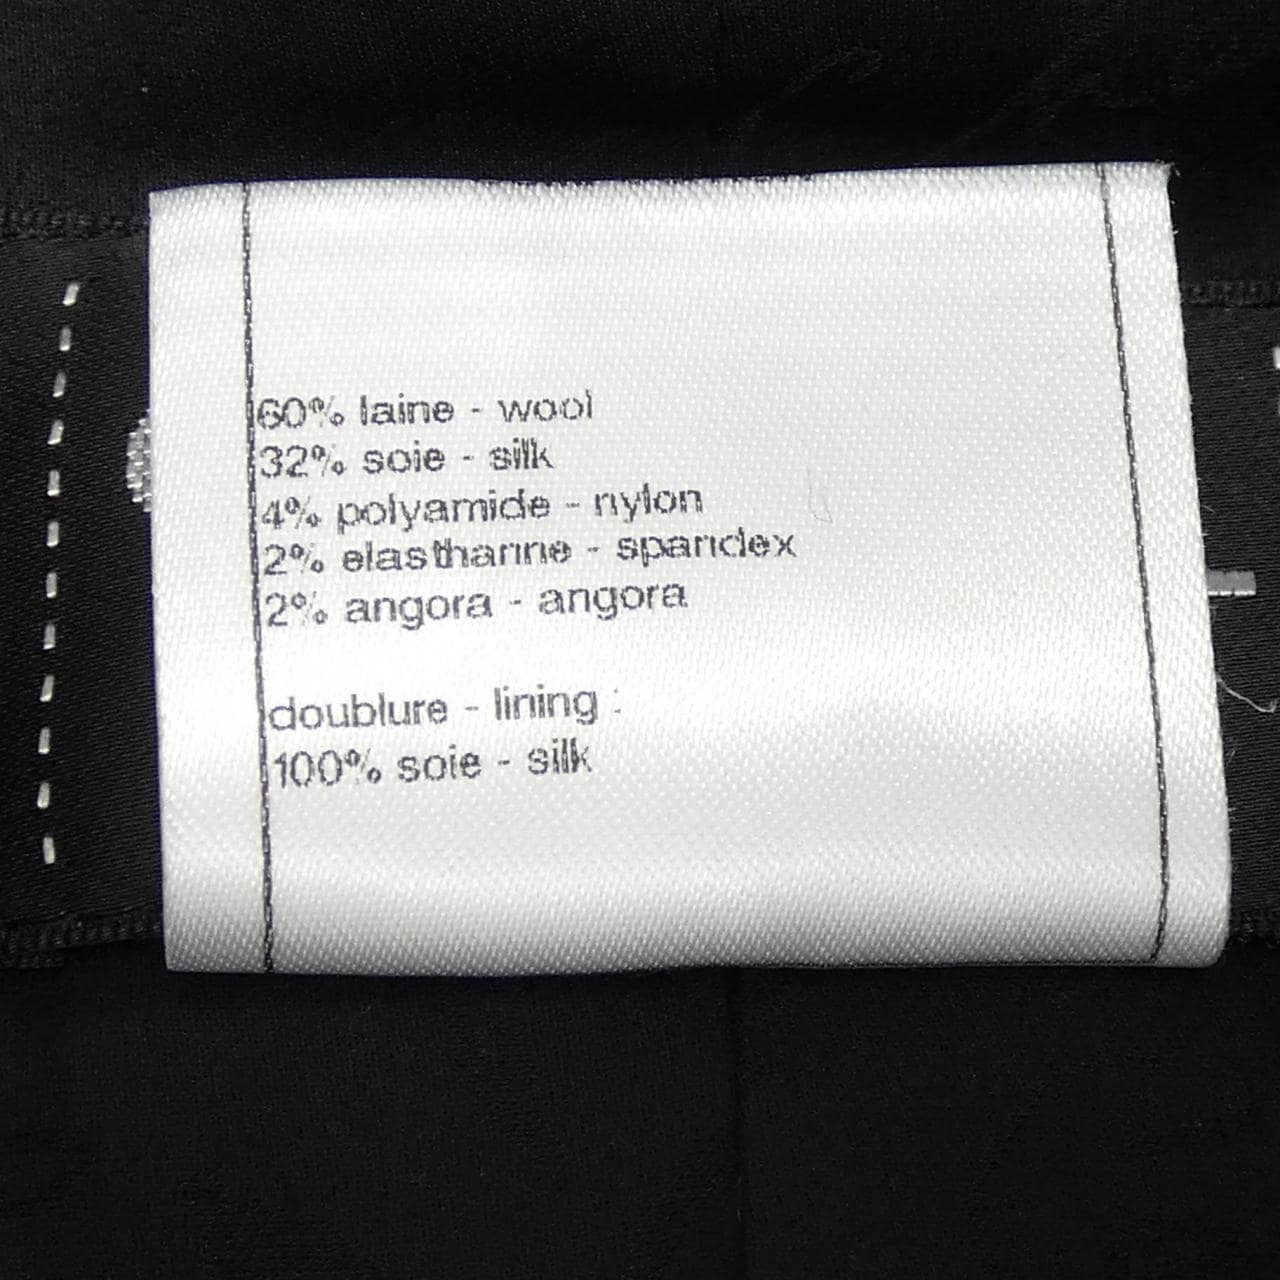 60% laine - wool
32% soie - silk
4% polyamide - nylon
2% elasthanne - spandex
2% angora - angora
doublure - lining :
100% soie - silk